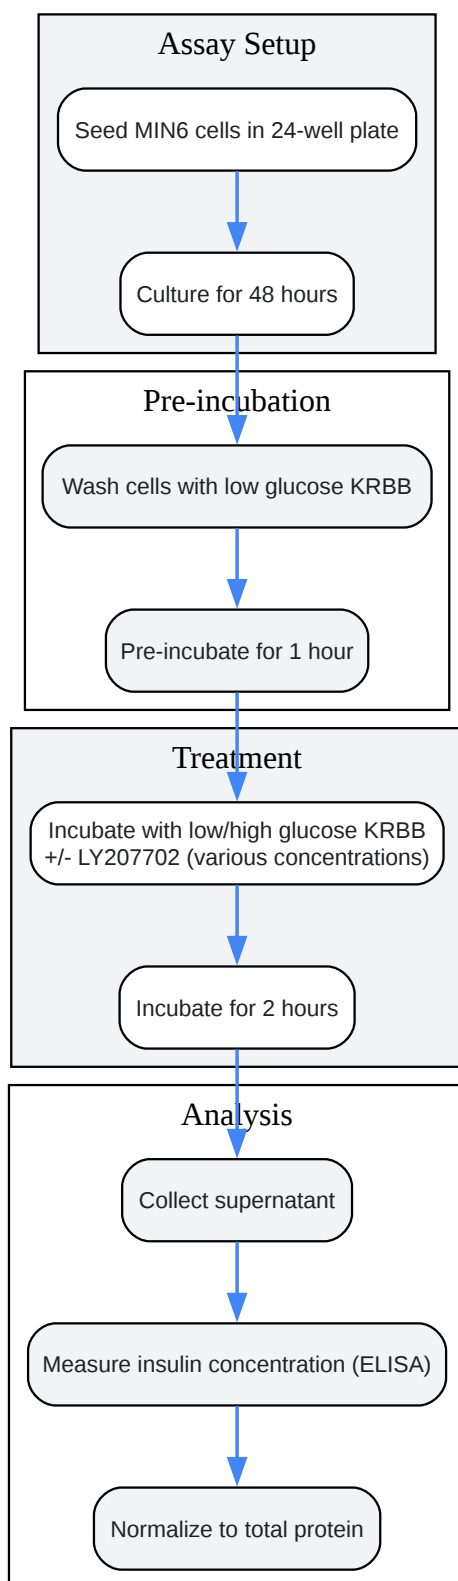 Assay Setup
Seed MIN6 cells in 24-well plate
Culture for 48 hours
Pre-incubation
Wash cells with low glucose KRBB
Pre-incubate for 1 hour
Treatment
Incubate with low/high glucose KRBB
+/- LY207702 (various concentrations)
Incubate for 2 hours
Analysis
Collect supernatant
Measure insulin concentration (ELISA)
Normalize to total protein